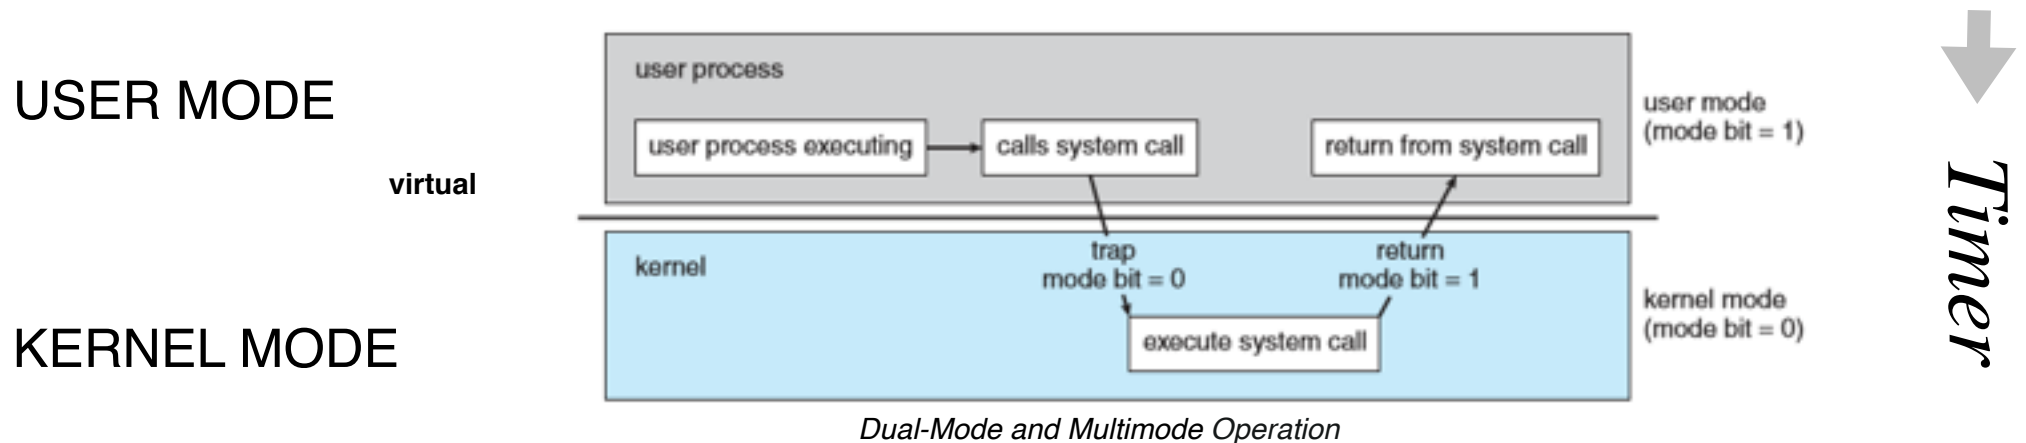 USER MODE
virtual
KERNEL MODE
user process
user process executing
calls system call
return from system call
user mode
(mode bit = 1)
trap
mode bit = 0
return
mode bit = 1
kernel
execute system call
kernel mode
(mode bit = 0)
Dual-Mode and Multimode Operation
Timer